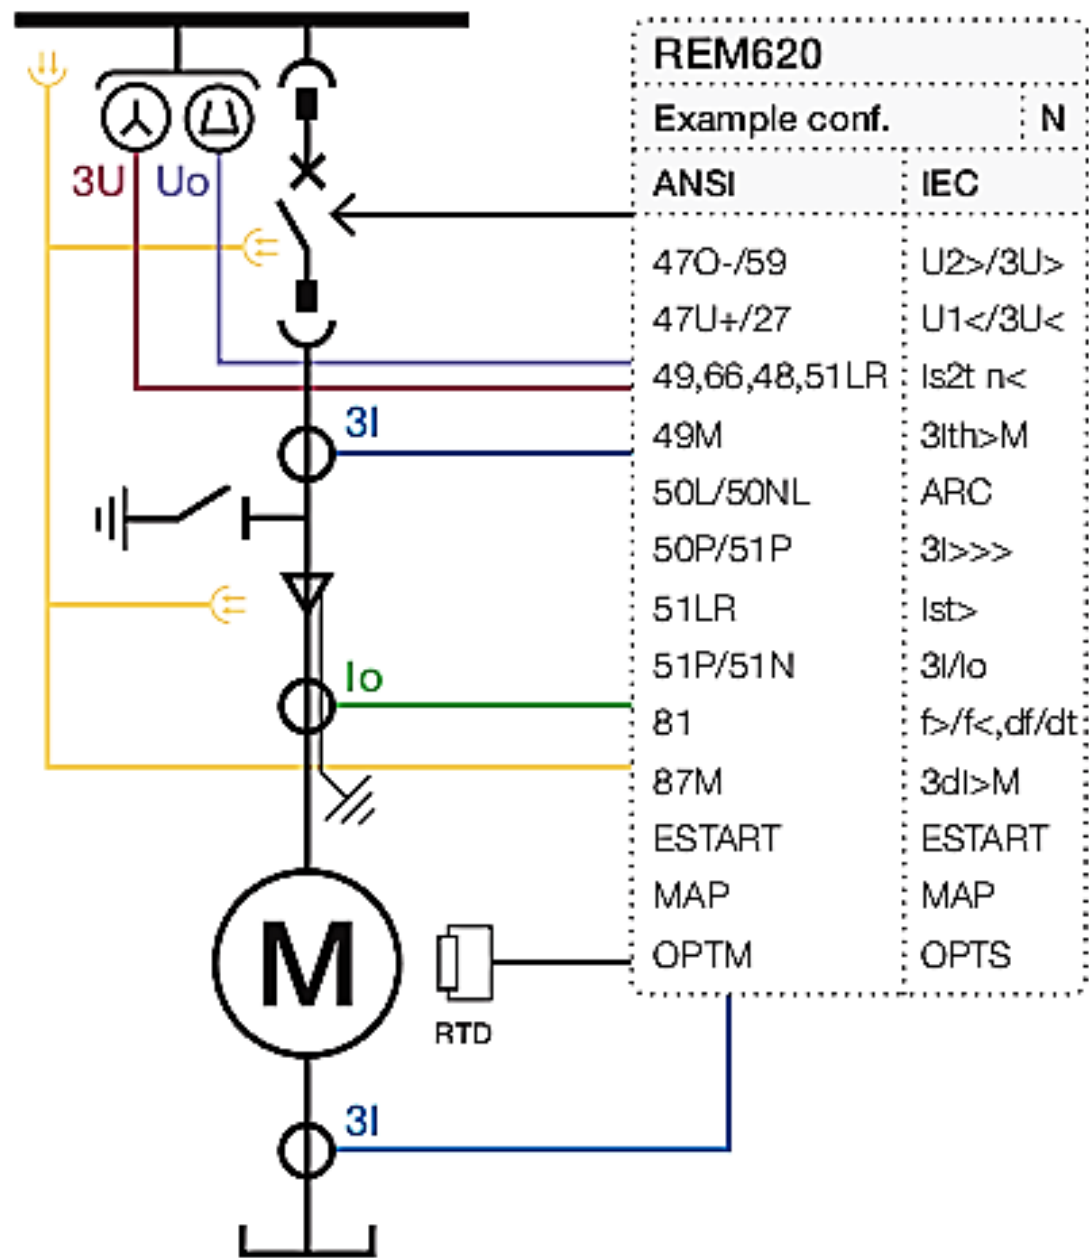 REM620
Example conf. N
ANSI IEC
3U Uo
47O-/59 U2>/3U>
47U+/27 U1</3U<
49,66,48,51LR Is2t n<
3I
49M 3Ith>M
50L/50NL ARC
50P/51P 3I>>>
51LR Ist>
51P/51N 3I/Io
Io
81 f>/f<,df/dt
87M 3dI>M
ESTART ESTART
MAP MAP
OPTM OPTS
M
RTD
3I